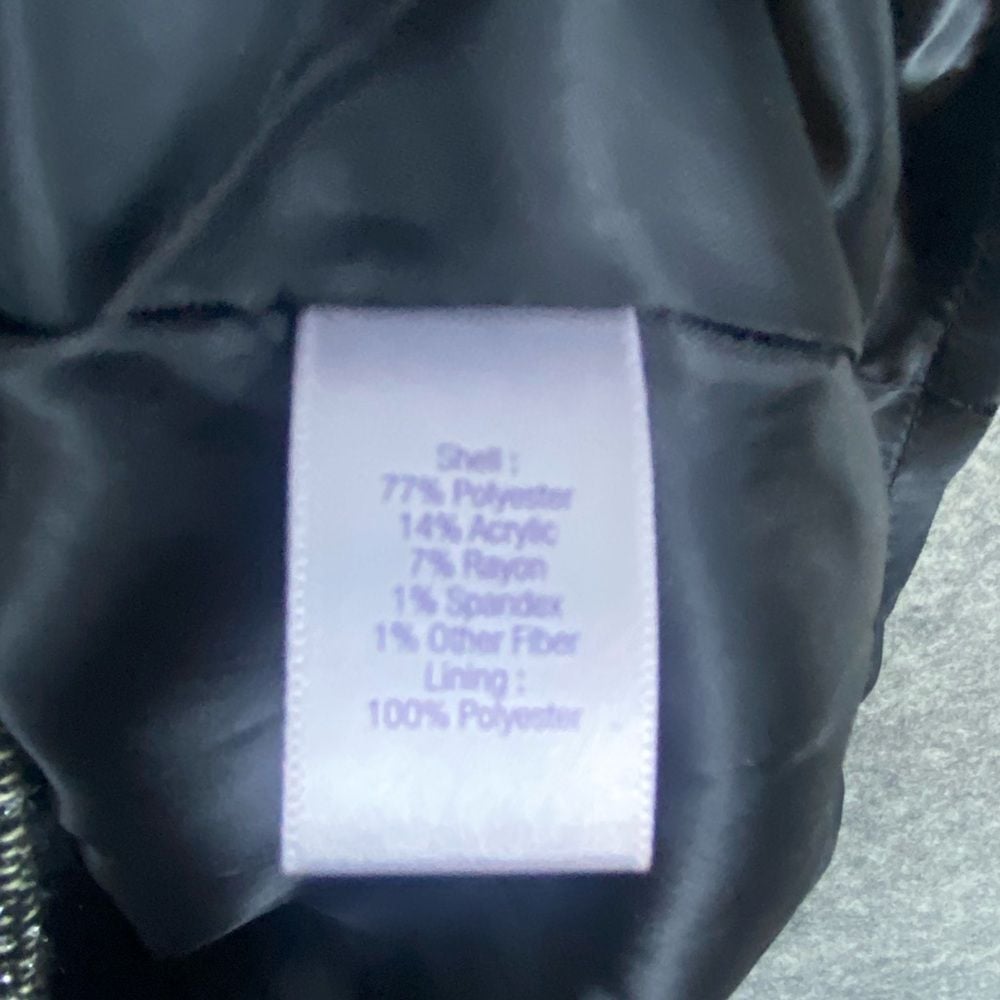 Shell :
77% Polyester
14% Acrylic
7% Rayon
1% Spandex
1% Other Fiber
Lining :
100% Polyester